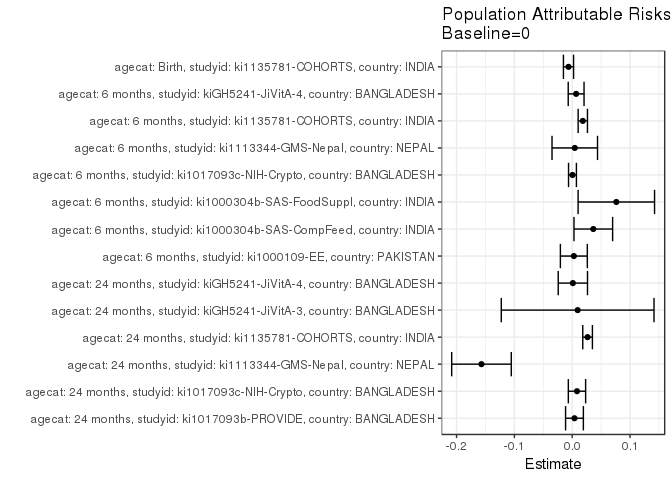 Population Attributable Risks
Baseline=0
agecat: Birth, studyid: ki1135781-COHORTS, country: INDIA
agecat: 6 months, studyid: kiGH5241-JiVitA-4, country: BANGLADESH
agecat: 6 months, studyid: ki1135781-COHORTS, country: INDIA
agecat: 6 months, studyid: ki1113344-GMS-Nepal, country: NEPAL
agecat: 6 months, studyid: ki1017093c-NIH-Crypto, country: BANGLADESH
agecat: 6 months, studyid: ki1000304b-SAS-FoodSuppl, country: INDIA
agecat: 6 months, studyid: ki1000304b-SAS-CompFeed, country: INDIA
agecat: 6 months, studyid: ki1000109-EE, country: PAKISTAN
agecat: 24 months, studyid: kiGH5241-JiVitA-4, country: BANGLADESH
agecat: 24 months, studyid: kiGH5241-JiVitA-3, country: BANGLADESH
agecat: 24 months, studyid: ki1135781-COHORTS, country: INDIA
agecat: 24 months, studyid: ki1113344-GMS-Nepal, country: NEPAL
agecat: 24 months, studyid: ki1017093c-NIH-Crypto, country: BANGLADESH
agecat: 24 months, studyid: ki1017093b-PROVIDE, country: BANGLADESH
-0.2 -0.1 0.0 0.1
Estimate